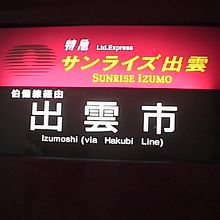 特急 Ltd.Express
サンライズ出雲
SUNRISE IZUMO
伯備線経由
出雲市
Izumoshi (via Hakubi Line)